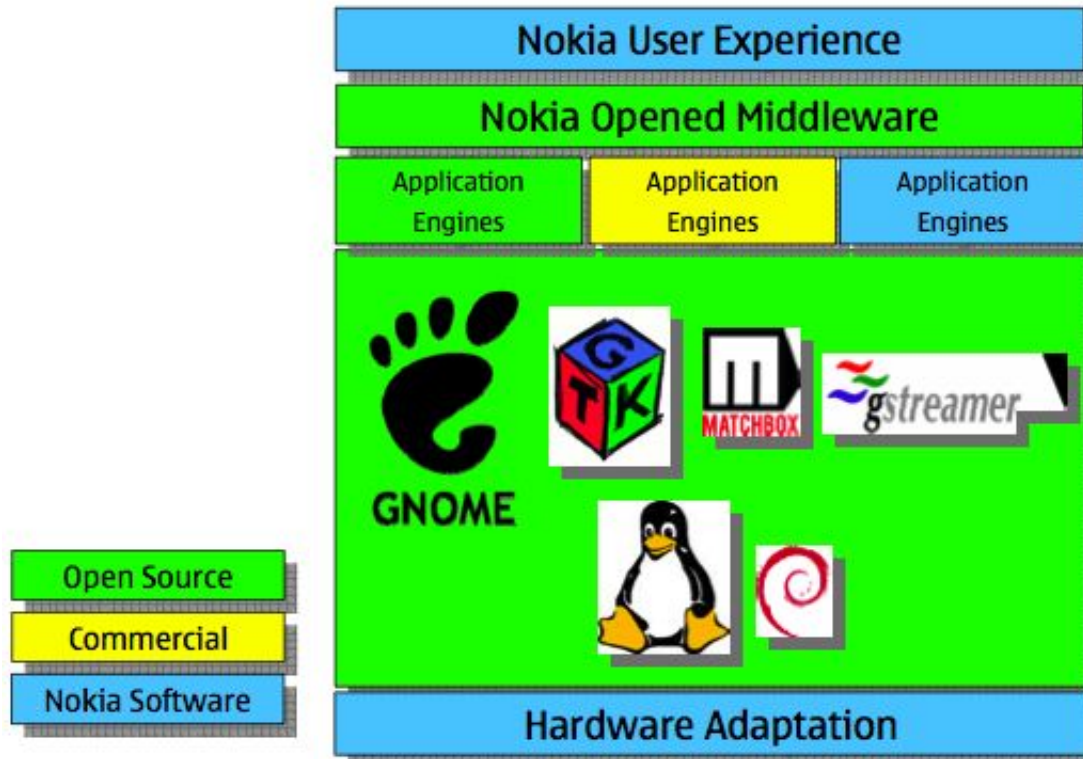 Nokia User Experience
Nokia Opened Middleware
Application
Engines
Application
Engines
Application
Engines
G
T K
GNOME
m
MATCHBOX
gstreamer
Open Source
Commercial
Nokia Software
Hardware Adaptation